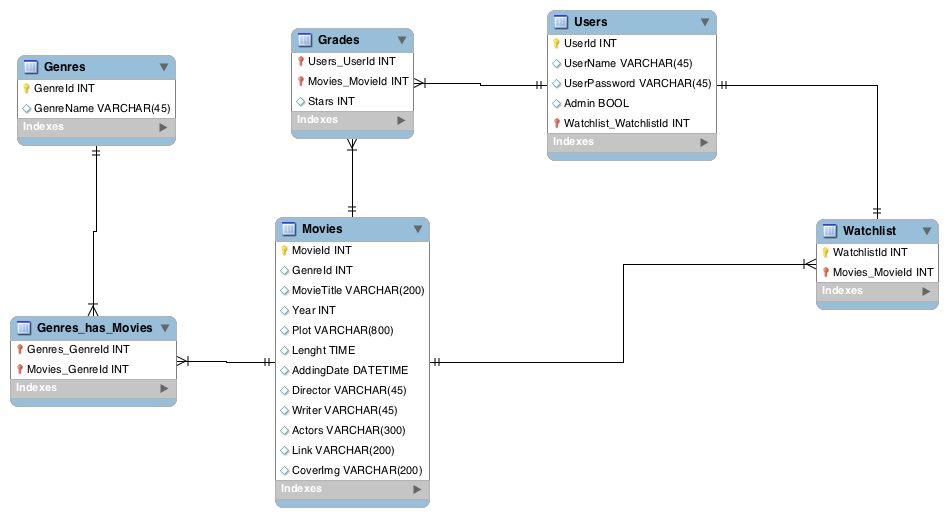 Genres
GenreId INT
GenreName VARCHAR(45)
Indexes
Grades
Users_UserId INT
Movies_MovieId INT
Stars INT
Indexes
Users
UserId INT
UserName VARCHAR(45)
UserPassword VARCHAR(45)
Admin BOOL
Watchlist_WatchlistId INT
Indexes
Genres_has_Movies
Genres_GenreId INT
Movies_GenreId INT
Indexes
Movies
MovieId INT
GenreId INT
MovieTitle VARCHAR(200)
Year INT
Plot VARCHAR(800)
Lenght TIME
AddingDate DATETIME
Director VARCHAR(45)
Writer VARCHAR(45)
Actors VARCHAR(300)
Link VARCHAR(200)
CoverImg VARCHAR(200)
Indexes
Watchlist
WatchlistId INT
Movies_MovieId INT
Indexes